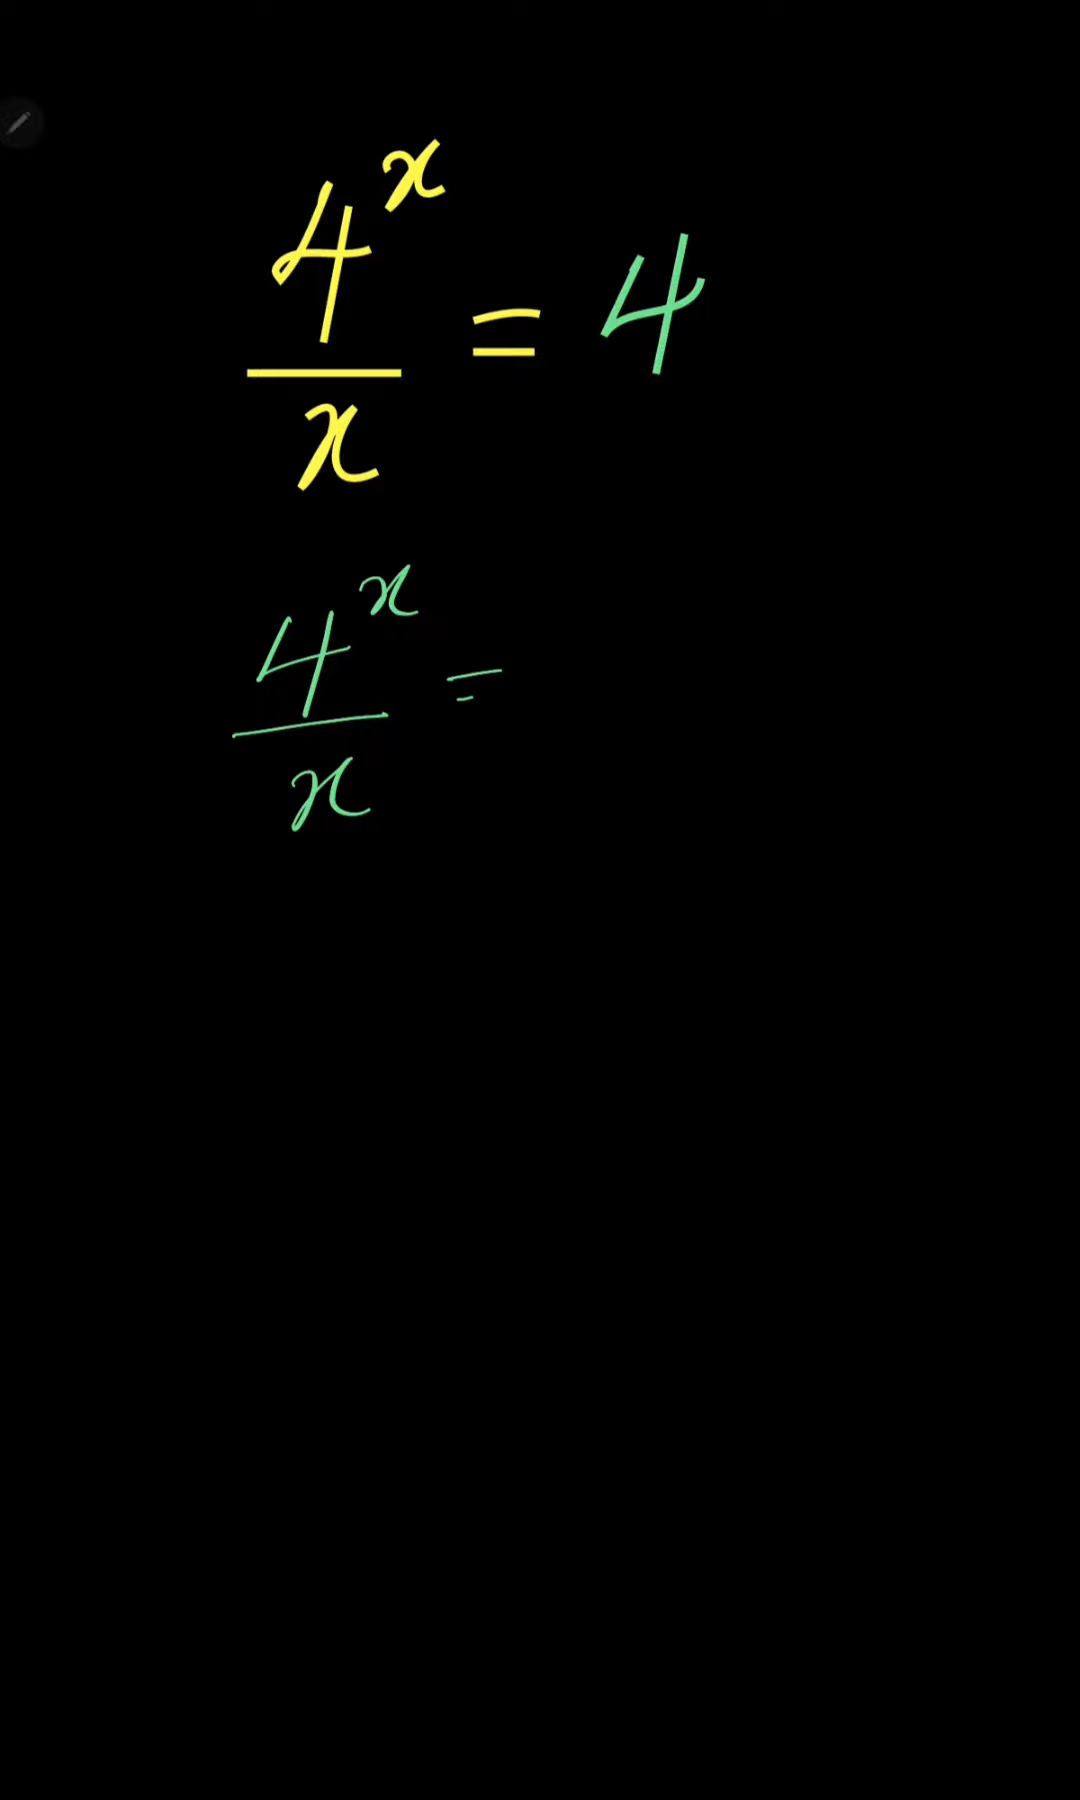 4^x/x = 4
4^x/x =